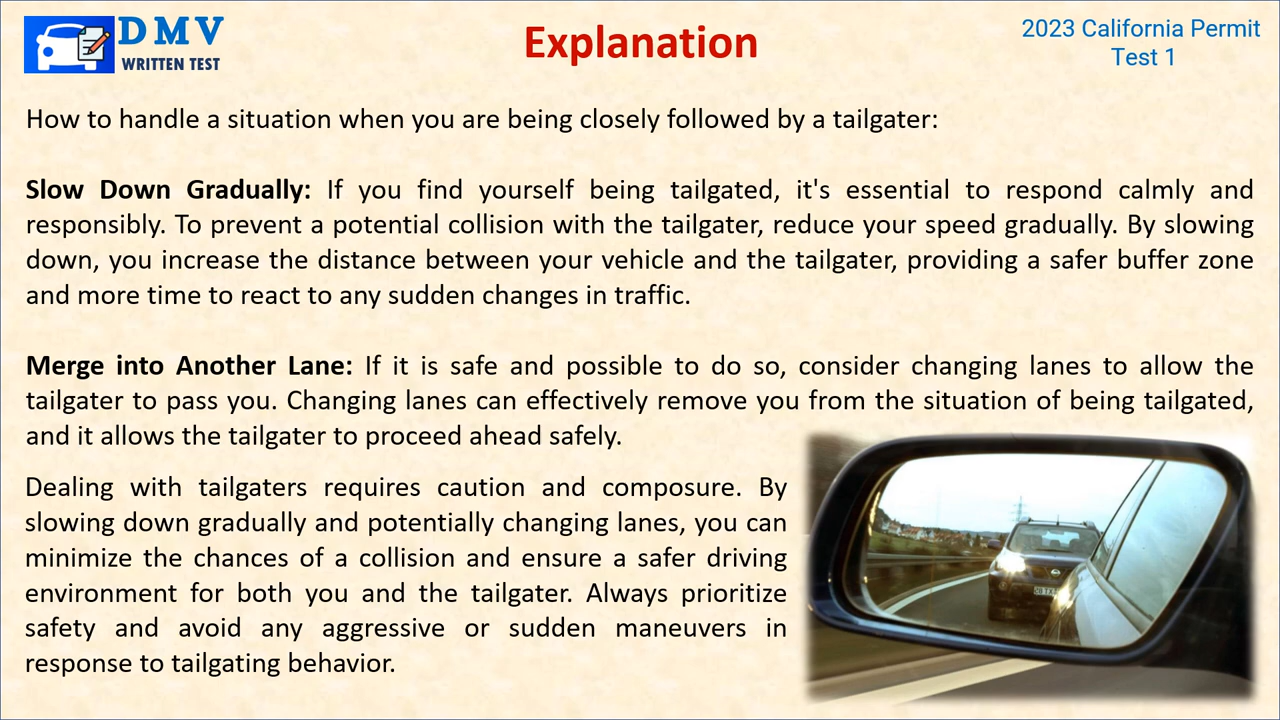 DMV
WRITTEN TEST
Explanation
2023 California Permit
Test 1
How to handle a situation when you are being closely followed by a tailgater:
Slow Down Gradually: If you find yourself being tailgated, it's essential to respond calmly and
responsibly. To prevent a potential collision with the tailgater, reduce your speed gradually. By slowing
down, you increase the distance between your vehicle and the tailgater, providing a safer buffer zone
and more time to react to any sudden changes in traffic.
Merge into Another Lane: If it is safe and possible to do so, consider changing lanes to allow the
tailgater to pass you. Changing lanes can effectively remove you from the situation of being tailgated,
and it allows the tailgater to proceed ahead safely.
Dealing with tailgaters requires caution and composure. By
slowing down gradually and potentially changing lanes, you can
minimize the chances of a collision and ensure a safer driving
environment for both you and the tailgater. Always prioritize
safety and avoid any aggressive or sudden maneuvers in
response to tailgating behavior.